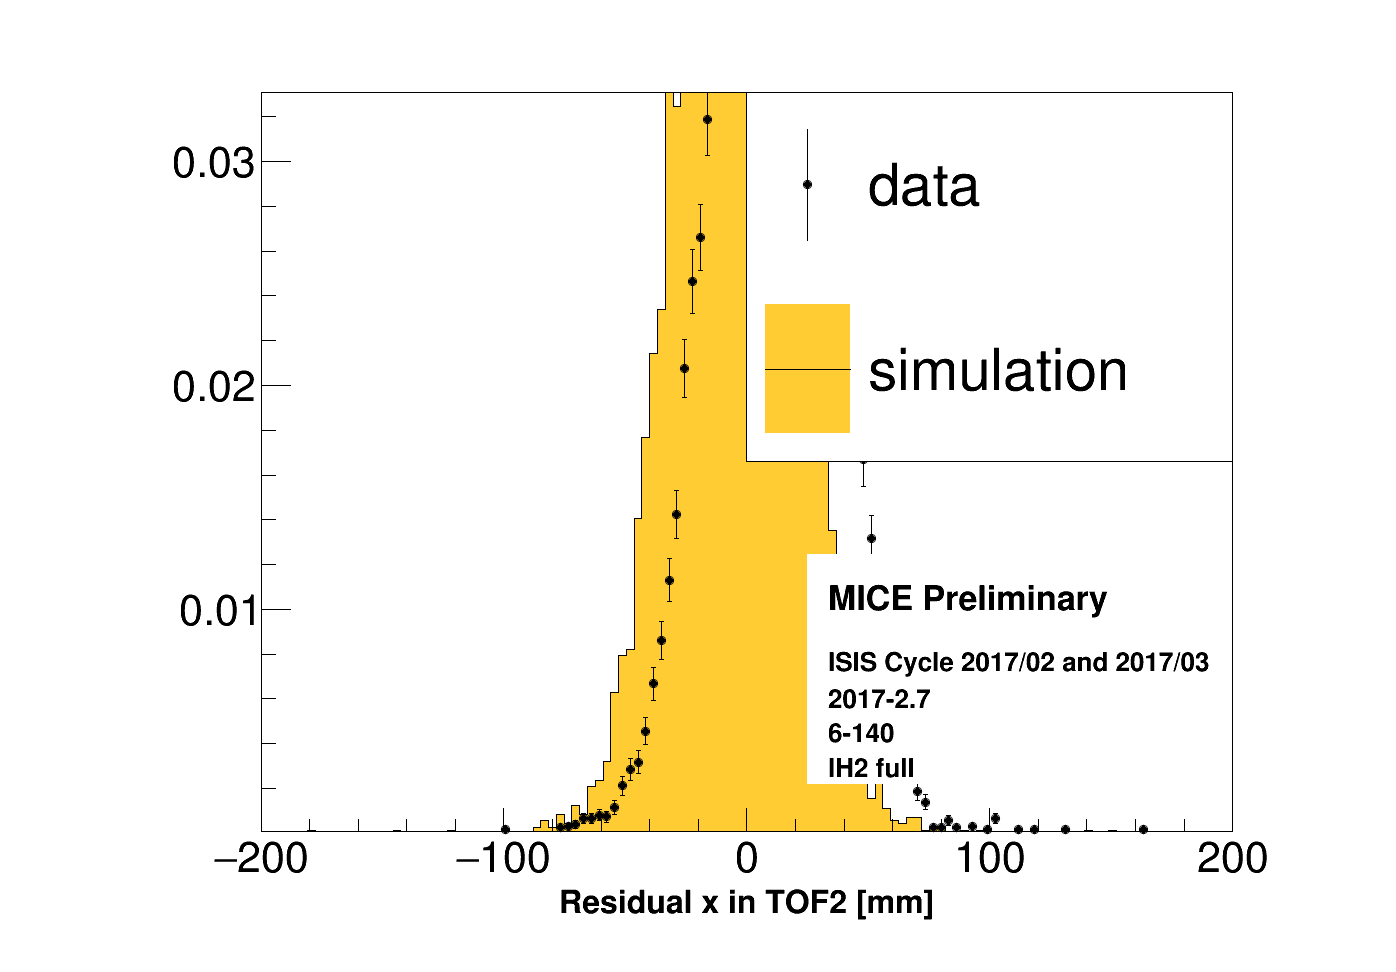 0.03
data
0.02
simulation
0.01
MICE Preliminary
ISIS Cycle 2017/02 and 2017/03
2017-2.7
6-140
IH2 full
−200 −100 0 100 200
Residual x in TOF2 [mm]